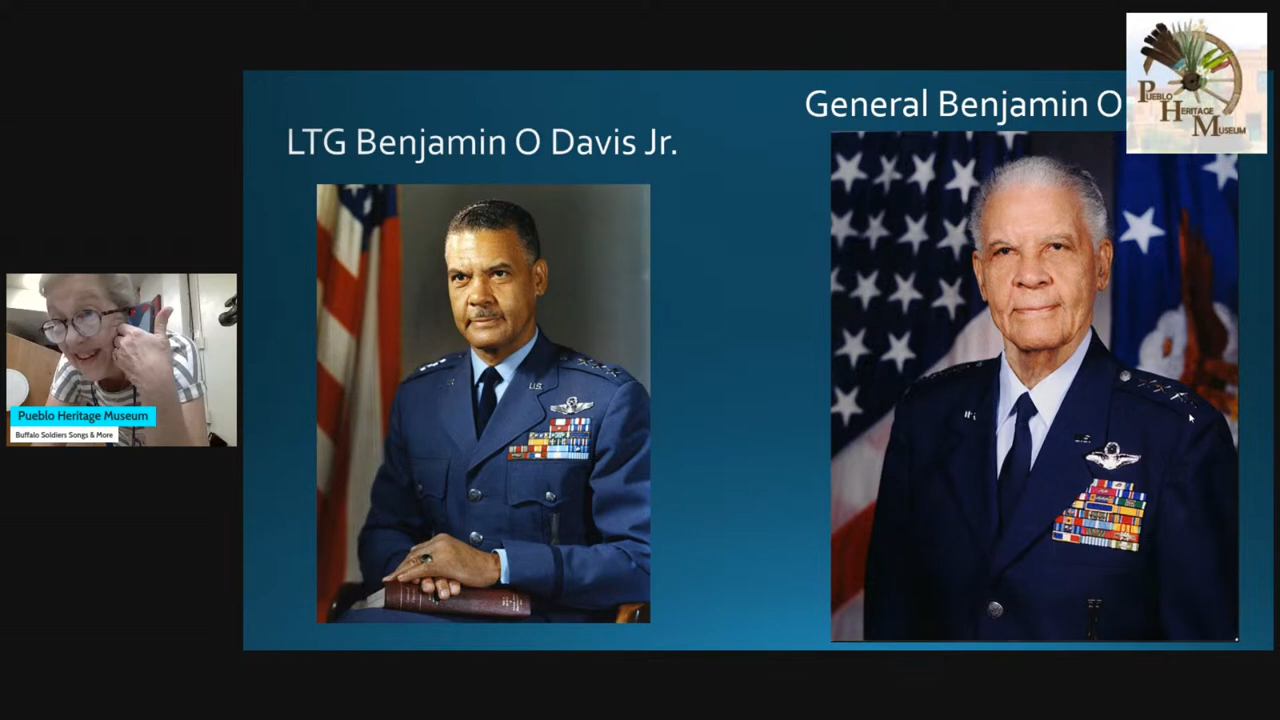 LTG Benjamin O Davis Jr.
General Benjamin O
PUEBLO
HERITAGE
MUSEUM
U.S.
Pueblo Heritage Museum
Buffalo Soldiers Songs & More